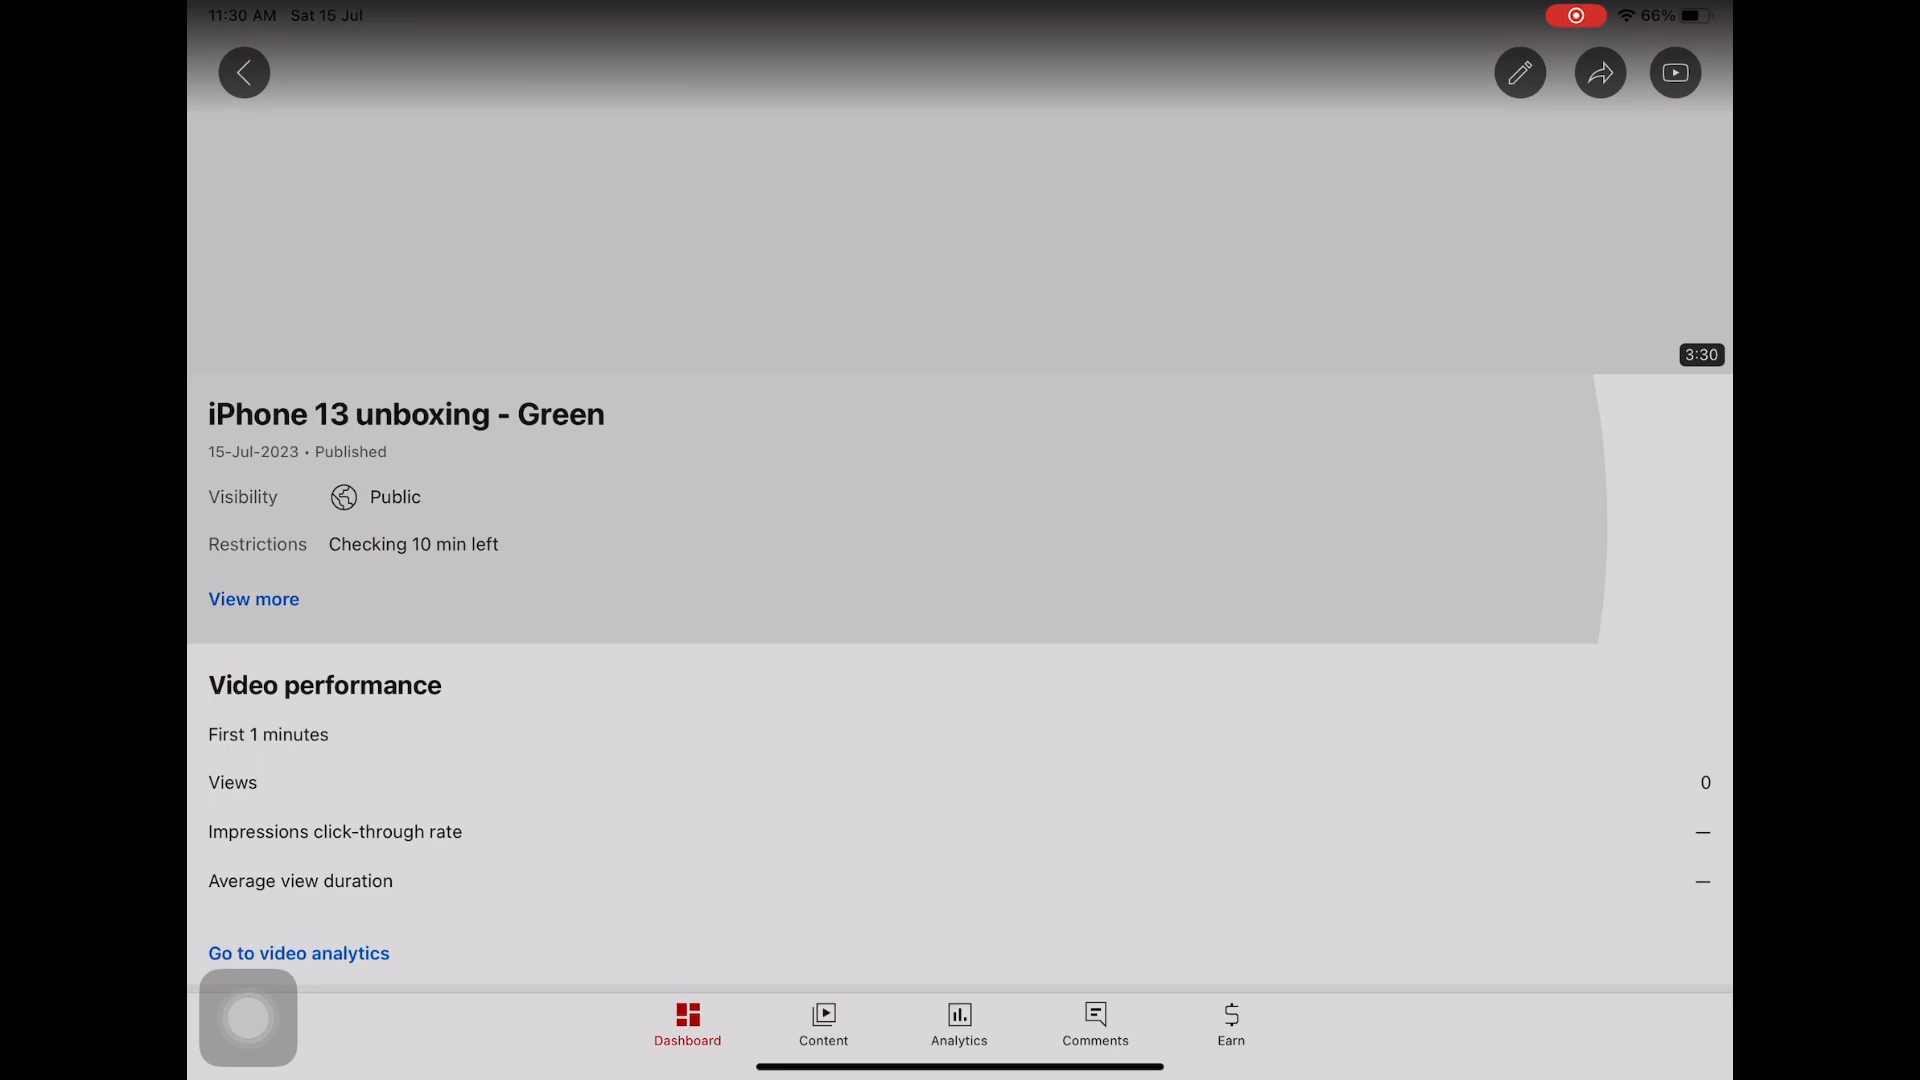 11:30 AM Sat 15 Jul
66%
3:30
iPhone 13 unboxing - Green
15-Jul-2023 • Published
Visibility Public
Restrictions Checking 10 min left
View more
Video performance
First 1 minutes
Views 0
Impressions click-through rate —
Average view duration —
Go to video analytics
Dashboard Content Analytics Comments Earn